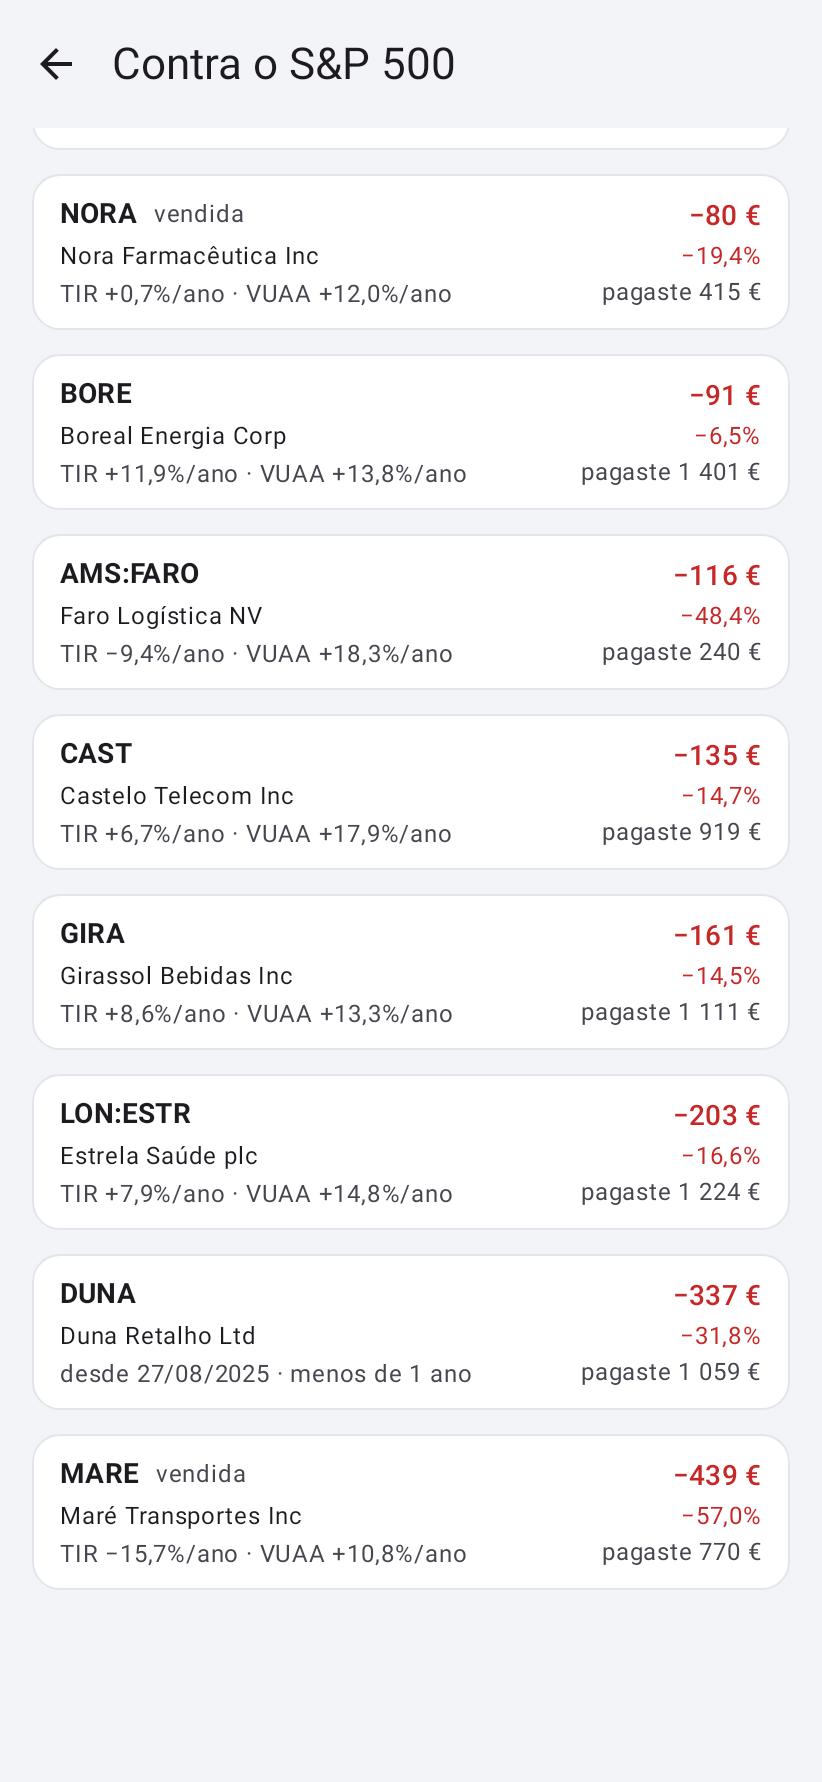 Contra o S&P 500
NORA vendida −80 €
Nora Farmacêutica Inc −19,4%
TIR +0,7%/ano · VUAA +12,0%/ano pagaste 415 €
BORE −91 €
Boreal Energia Corp −6,5%
TIR +11,9%/ano · VUAA +13,8%/ano pagaste 1 401 €
AMS:FARO −116 €
Faro Logística NV −48,4%
TIR −9,4%/ano · VUAA +18,3%/ano pagaste 240 €
CAST −135 €
Castelo Telecom Inc −14,7%
TIR +6,7%/ano · VUAA +17,9%/ano pagaste 919 €
GIRA −161 €
Girassol Bebidas Inc −14,5%
TIR +8,6%/ano · VUAA +13,3%/ano pagaste 1 111 €
LON:ESTR −203 €
Estrela Saúde plc −16,6%
TIR +7,9%/ano · VUAA +14,8%/ano pagaste 1 224 €
DUNA −337 €
Duna Retalho Ltd −31,8%
desde 27/08/2025 · menos de 1 ano pagaste 1 059 €
MARE vendida −439 €
Maré Transportes Inc −57,0%
TIR −15,7%/ano · VUAA +10,8%/ano pagaste 770 €